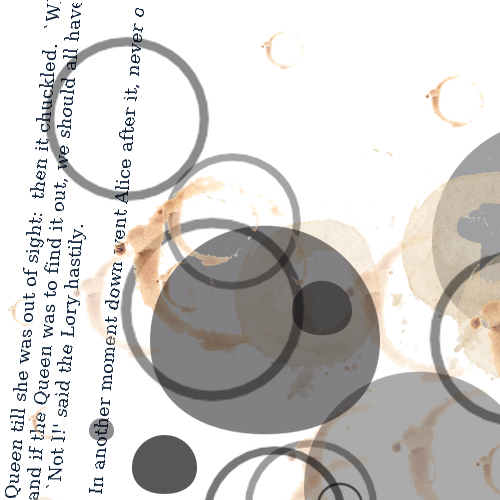 Queen till she was out of sight: then it chuckled. `W
and if the Queen was to find it out, we should all have
`Not I!' said the Lory hastily.
In another moment down went Alice after it, never o